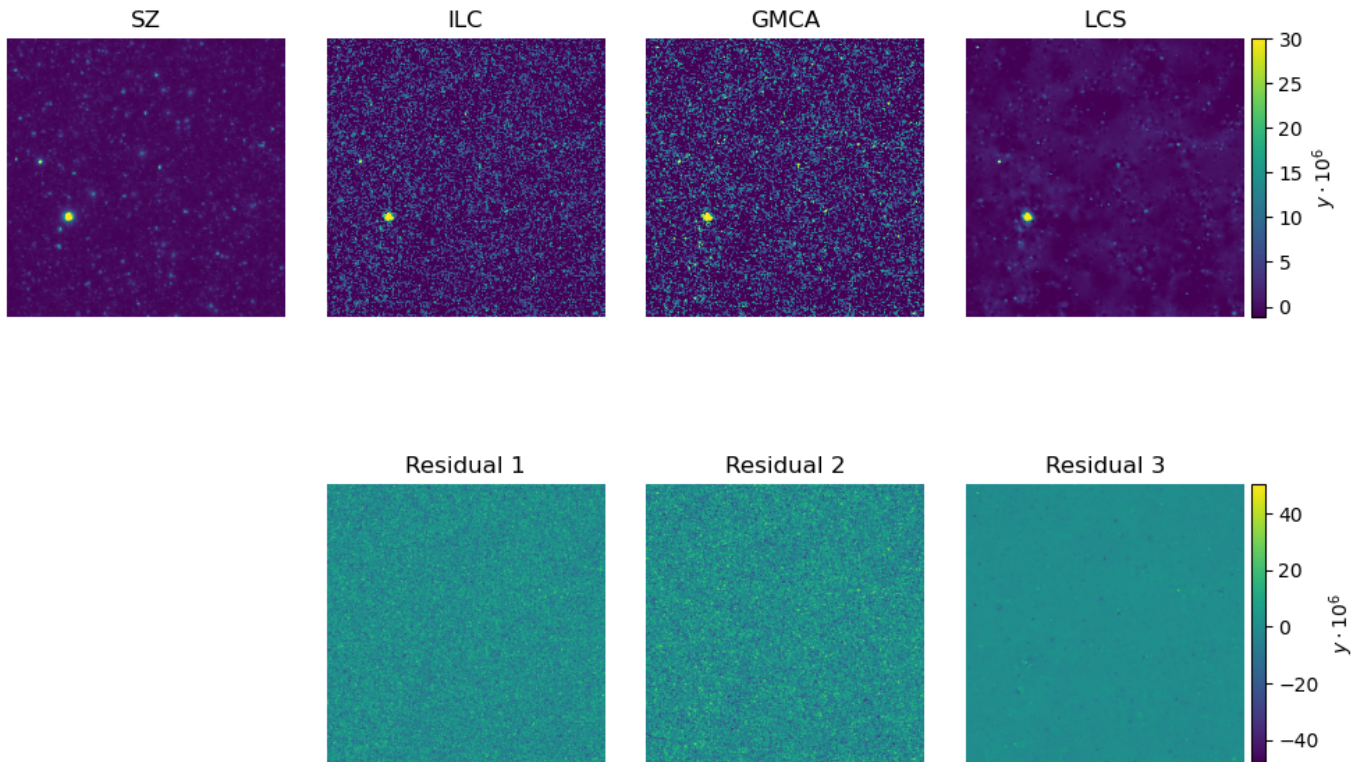 SZ
ILC
GMCA
LCS
30
25
20
15
10
5
0
y · 10⁶
Residual 1
Residual 2
Residual 3
40
20
0
−20
−40
y · 10⁶